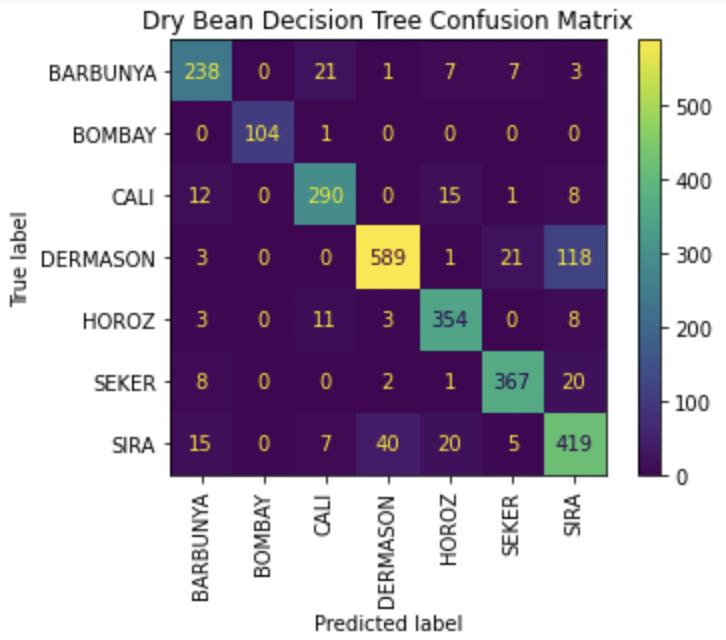 Dry Bean Decision Tree Confusion Matrix
BARBUNYA 238 0 21 1 7 7 3
BOMBAY 0 104 1 0 0 0 0
CALI 12 0 290 0 15 1 8
DERMASON 3 0 0 589 1 21 118
HOROZ 3 0 11 3 354 0 8
SEKER 8 0 0 2 1 367 20
SIRA 15 0 7 40 20 5 419
True label
BARBUNYA BOMBAY CALI DERMASON HOROZ SEKER SIRA
Predicted label
500
400
300
200
100
0